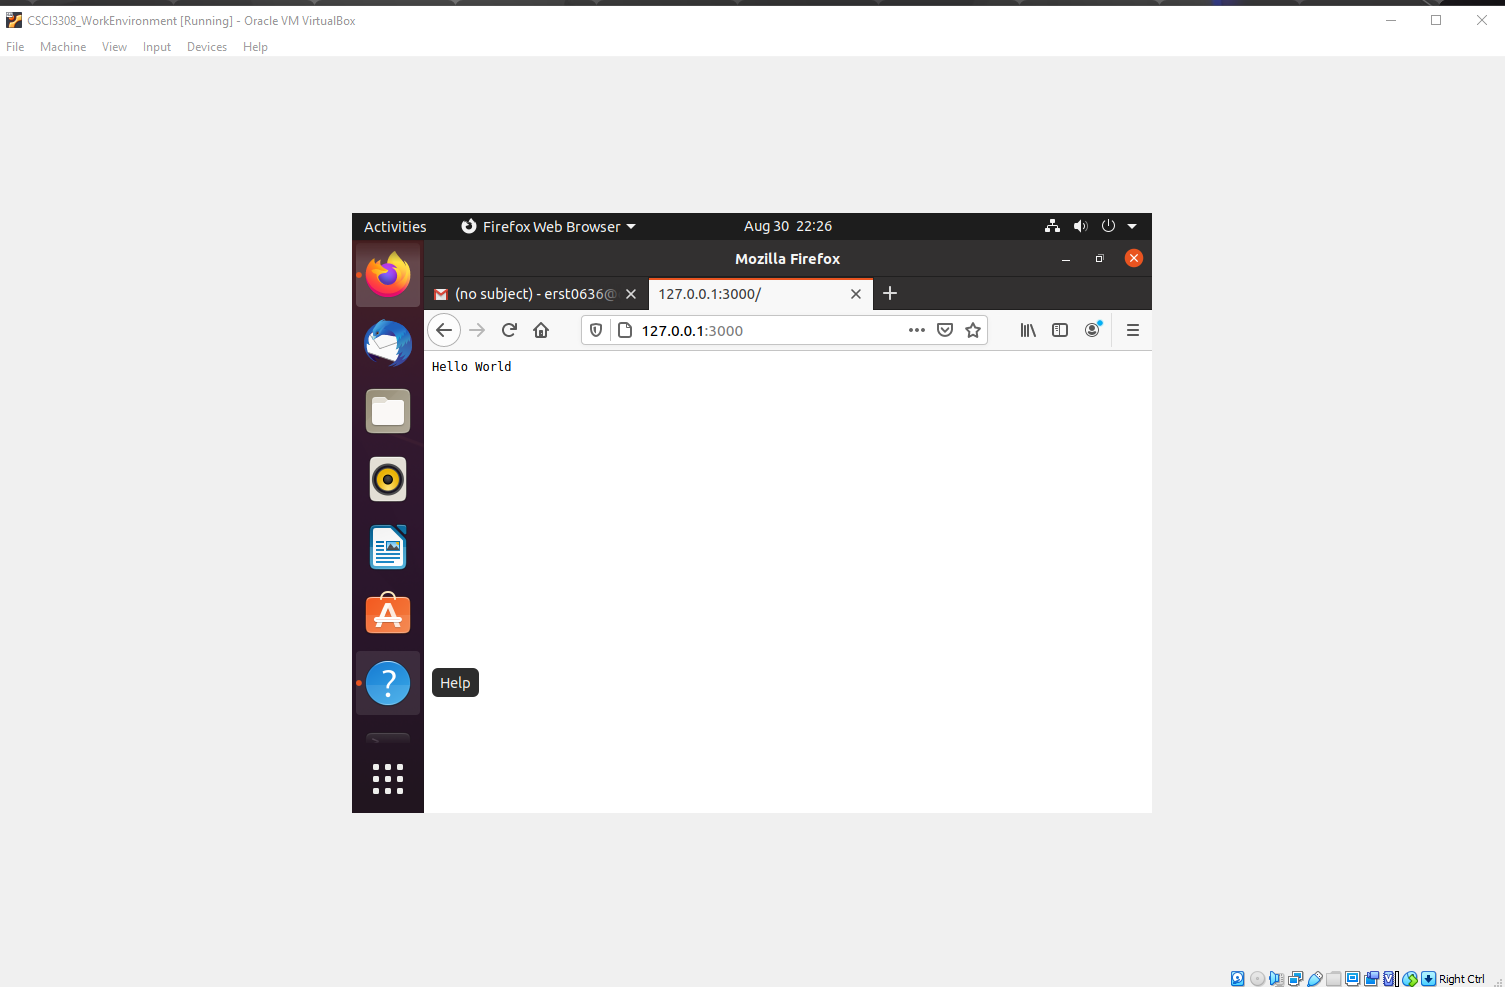 CSCI3308_WorkEnvironment [Running] - Oracle VM VirtualBox
File Machine View Input Devices Help
Activities Firefox Web Browser Aug 30 22:26
Mozilla Firefox
(no subject) - erst0636@ 127.0.0.1:3000/
127.0.0.1:3000
Hello World
Help
Right Ctrl